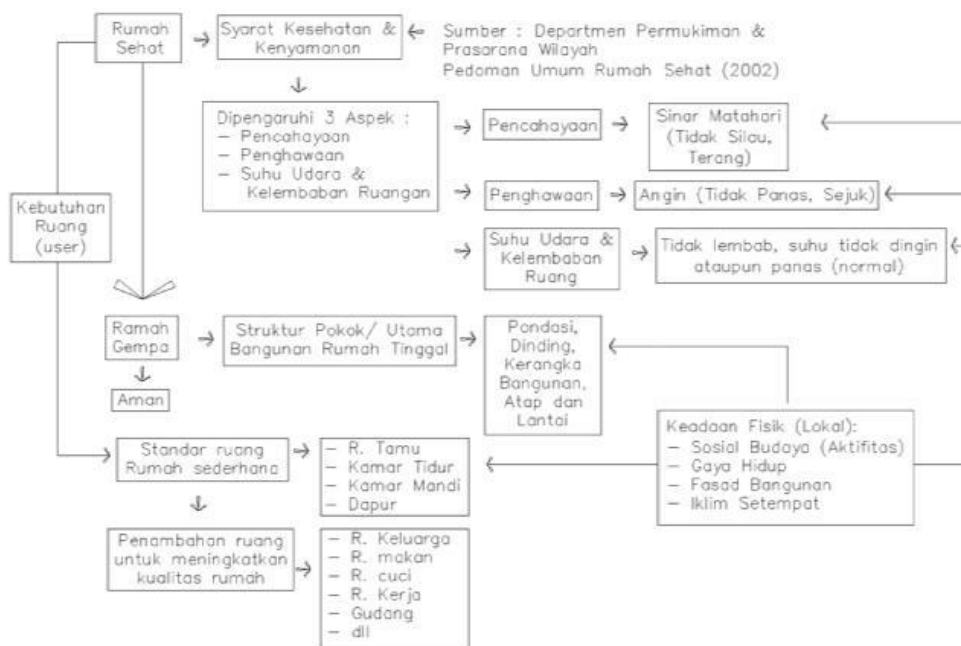 Rumah
Sehat
Syarat Kesehatan &
Kenyamanan
Sumber : Departmen Permukiman &
Prasarana Wilayah
Pedoman Umum Rumah Sehat (2002)
Dipengaruhi 3 Aspek :
– Pencahayaan
– Penghawaan
– Suhu Udara &
Kelembaban Ruangan
Pencahayaan
Sinar Matahari
(Tidak Silau,
Terang)
Penghawaan
Angin (Tidak Panas, Sejuk)
Suhu Udara &
Kelembaban
Ruang
Tidak lembab, suhu tidak dingin
ataupun panas (normal)
Kebutuhan
Ruang
(user)
Ramah
Gempa
Struktur Pokok/ Utama
Bangunan Rumah Tinggal
Pondasi,
Dinding,
Kerangka
Bangunan,
Atap dan
Lantai
Aman
Keadaan Fisik (Lokal):
– Sosial Budaya (Aktifitas)
– Gaya Hidup
– Fasad Bangunan
– Iklim Setempat
Standar ruang
Rumah sederhana
– R. Tamu
– Kamar Tidur
– Kamar Mandi
– Dapur
Penambahan ruang
untuk meningkatkan
kualitas rumah
– R. Keluarga
– R. makan
– R. cuci
– R. Kerja
– Gudang
– dll